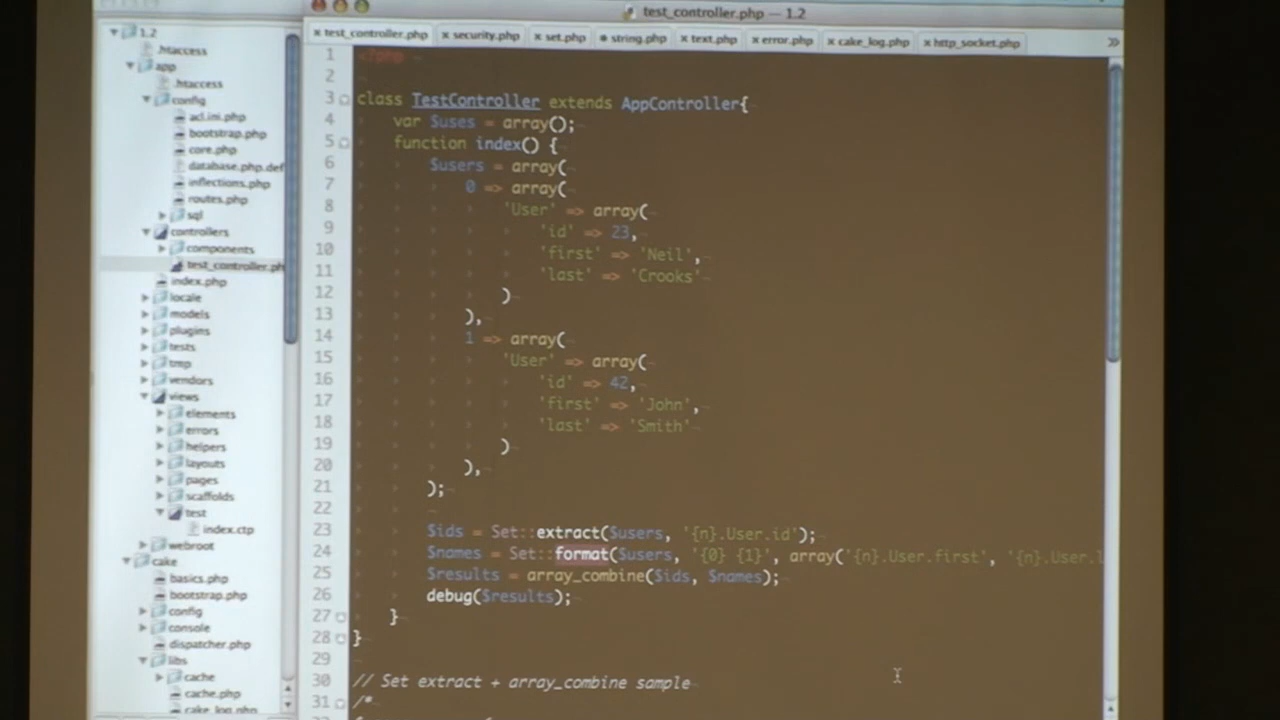 test_controller.php — 1.2
test_controller.php security.php set.php string.php text.php error.php cake_log.php http_socket.php
1.2
.htaccess
app
.htaccess
config
acl.ini.php
bootstrap.php
core.php
database.php.def
inflections.php
routes.php
sql
controllers
components
test_controller.ph
index.php
locale
models
plugins
tests
tmp
vendors
views
elements
errors
helpers
layouts
pages
scaffolds
test
index.ctp
webroot
cake
basics.php
bootstrap.php
config
console
dispatcher.php
libs
cache
cache.php
cake_log.php
1 <?php
2
3 class TestController extends AppController{
4 var $uses = array();
5 function index() {
6 $users = array(
7 0 => array(
8 'User' => array(
9 'id' => 23,
10 'first' => 'Neil',
11 'last' => 'Crooks'
12 )
13 ),
14 1 => array(
15 'User' => array(
16 'id' => 42,
17 'first' => 'John',
18 'last' => 'Smith'
19 )
20 ),
21 );
22
23 $ids = Set::extract($users, '{n}.User.id');
24 $names = Set::format($users, '{0} {1}', array('{n}.User.first', '{n}.User.l
25 $results = array_combine($ids, $names);
26 debug($results);
27 }
28 }
29
30 // Set extract + array_combine sample
31 /*